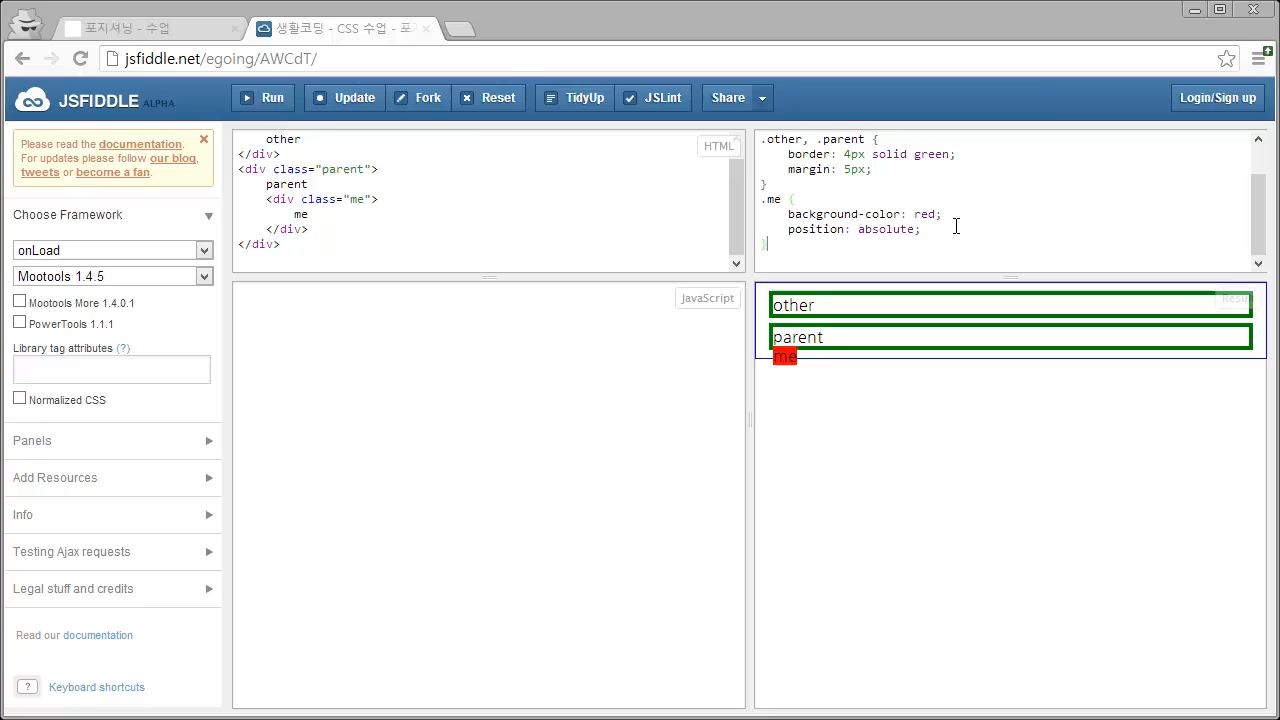 포지셔닝 - 수업
생활코딩 - CSS 수업 - 포
jsfiddle.net/egoing/AWCdT/
JSFIDDLE ALPHA
Run
Update
Fork
Reset
TidyUp
JSLint
Share
Login/Sign up
Please read the documentation.
For updates please follow our blog,
tweets or become a fan.
Choose Framework
onLoad
Mootools 1.4.5
Mootools More 1.4.0.1
PowerTools 1.1.1
Library tag attributes (?)
Normalized CSS
Panels
Add Resources
Info
Testing Ajax requests
Legal stuff and credits
Read our documentation
? Keyboard shortcuts
HTML
other
</div>
<div class="parent">
parent
<div class="me">
me
</div>
</div>
.other, .parent {
border: 4px solid green;
margin: 5px;
}
.me {
background-color: red;
position: absolute;
}
JavaScript
Result
other
parent
me